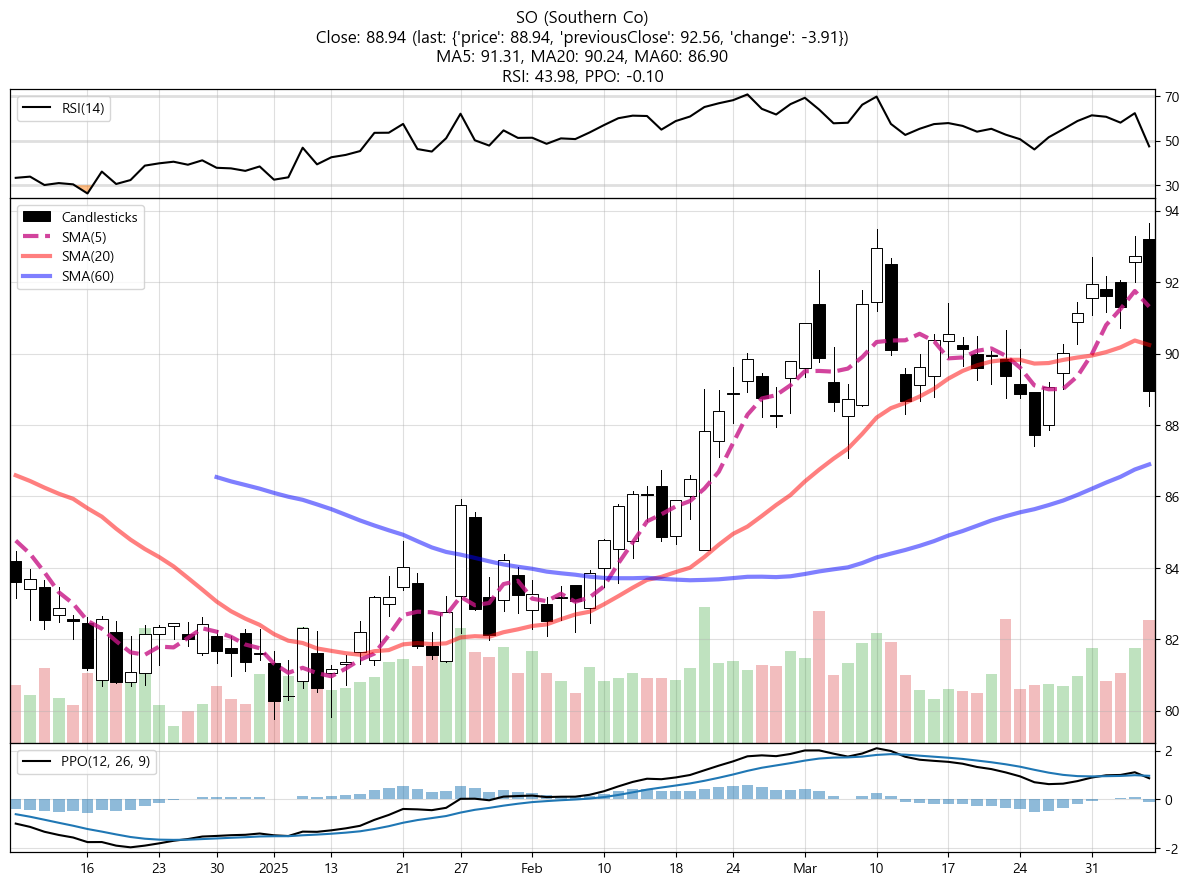 SO (Southern Co)
Close: 88.94 (last: {'price': 88.94, 'previousClose': 92.56, 'change': -3.91})
MA5: 91.31, MA20: 90.24, MA60: 86.90
RSI: 43.98, PPO: -0.10
RSI(14)
70
50
30
Candlesticks
SMA(5)
SMA(20)
SMA(60)
94
92
90
88
86
84
82
80
PPO(12, 26, 9)
2
0
-2
16 23 30 2025 13 21 27 Feb 10 18 24 Mar 10 17 24 31